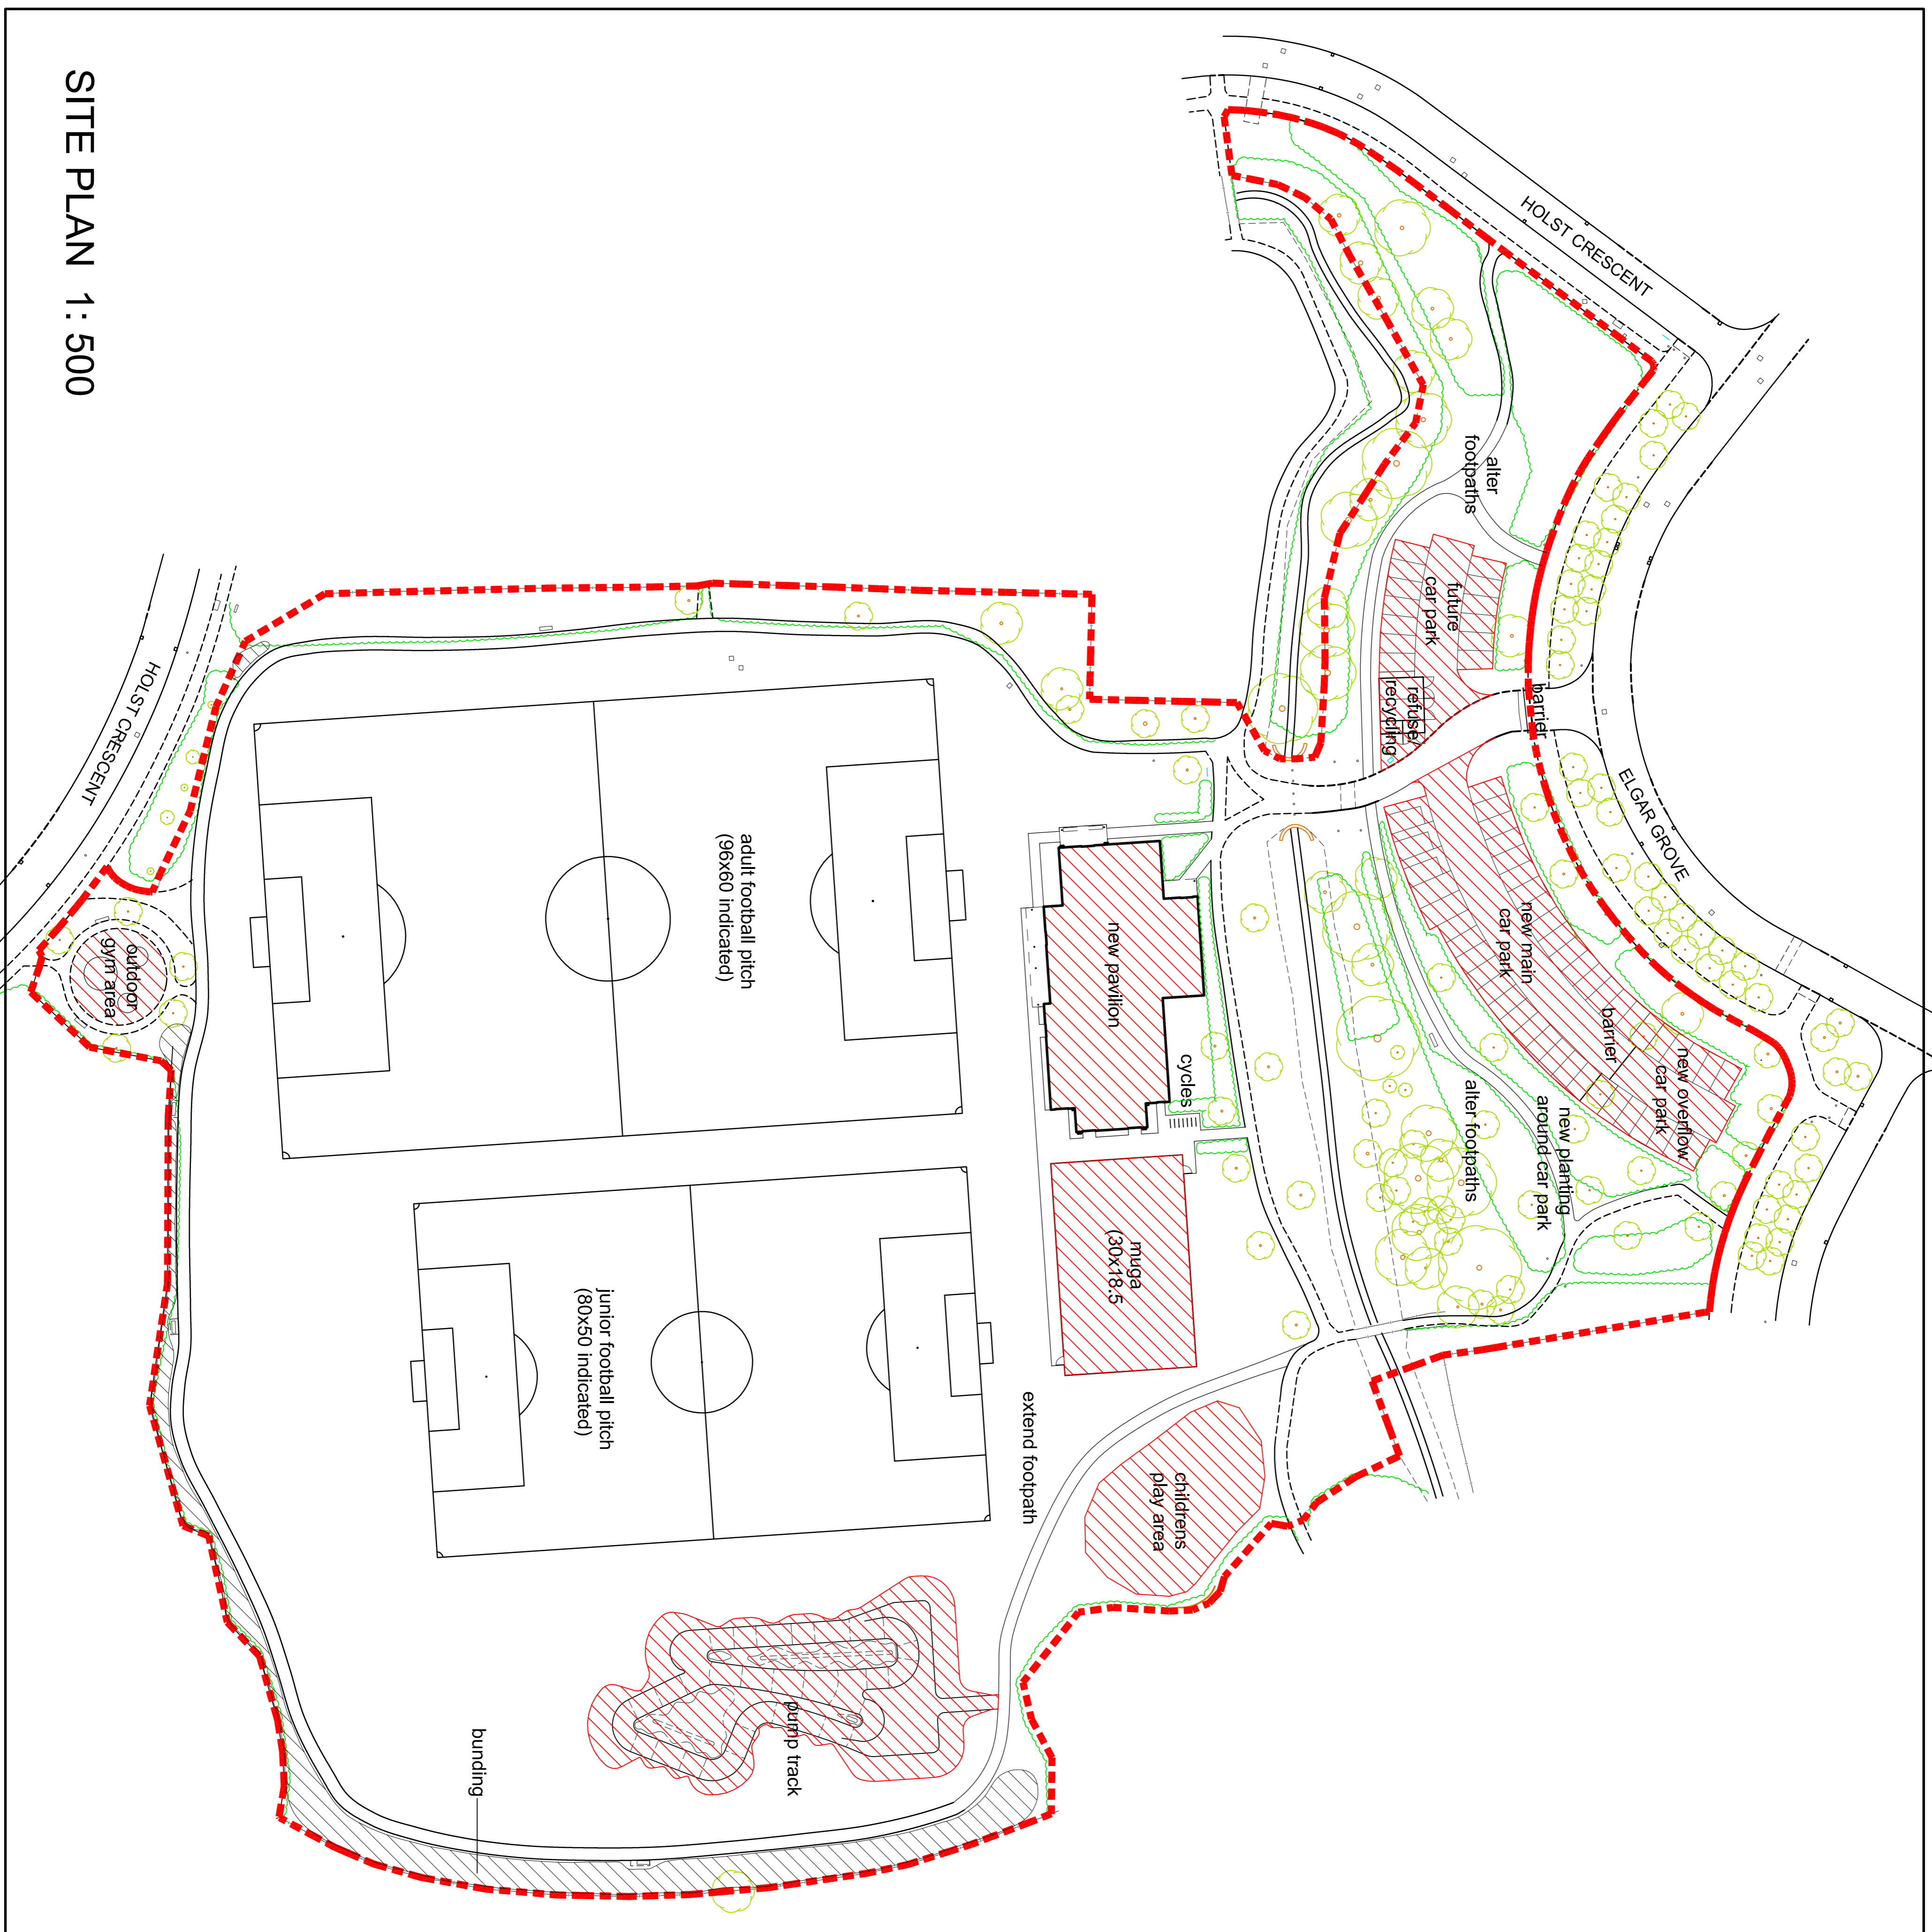 SITE PLAN 1: 500
HOLST CRESCENT
alter
footpaths
future
car park
refuse/
recycling
barrier
ELGAR GROVE
new main
car park
barrier
new overflow
car park
new planting
around car park
alter footpaths
cycles
new pavilion
muga
(30x18.5
adult football pitch
(96x60 indicated)
junior football pitch
(80x50 indicated)
extend footpath
childrens
play area
pump track
bunding
outdoor
gym area
HOLST CRESCENT